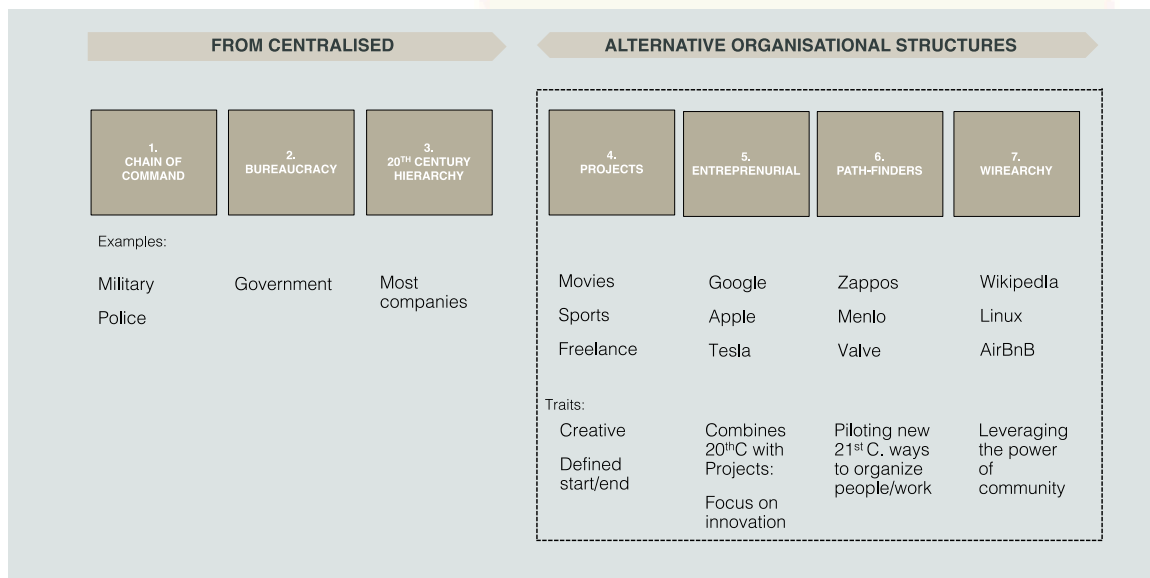 FROM CENTRALISED
ALTERNATIVE ORGANISATIONAL STRUCTURES
1.
CHAIN OF
COMMAND
2.
BUREAUCRACY
3.
20TH CENTURY
HIERARCHY
4.
PROJECTS
5.
ENTREPRENURIAL
6.
PATH-FINDERS
7.
WIREARCHY
Examples:
Military
Police
Government
Most
companies
Movies
Sports
Freelance
Google
Apple
Tesla
Zappos
Menlo
Valve
Wikipedla
Linux
AirBnB
Traits:
Creative
Defined
start/end
Combines
20thC with
Projects:
Focus on
innovation
Piloting new
21st C. ways
to organize
people/work
Leveraging
the power
of
community